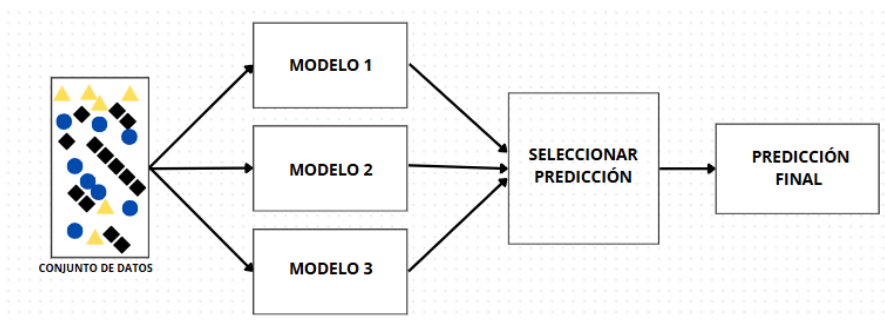 CONJUNTO DE DATOS
MODELO 1
MODELO 2
MODELO 3
SELECCIONAR
PREDICCIÓN
PREDICCIÓN
FINAL